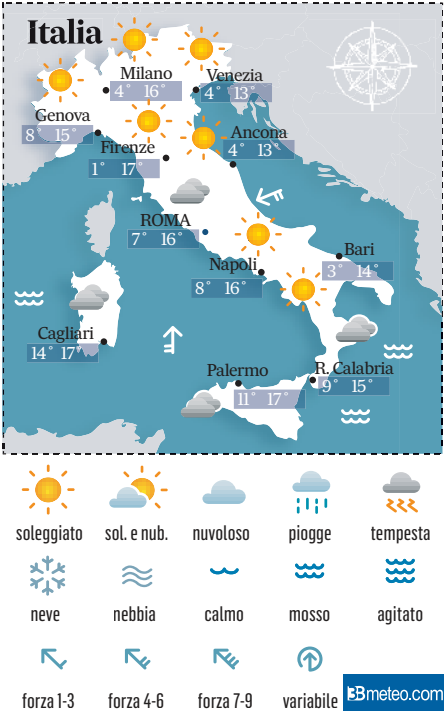 Italia
Milano
4° 16°
Venezia
4° 13°
Genova
8° 15°
Firenze
1° 17°
Ancona
4° 13°
ROMA
7° 16°
Napoli
8° 16°
Bari
3° 14°
Cagliari
14° 17°
Palermo
11° 17°
R. Calabria
9° 15°
soleggiato sol. e nub. nuvoloso piogge tempesta
neve nebbia calmo mosso agitato
forza 1-3 forza 4-6 forza 7-9 variabile
3Bmeteo.com